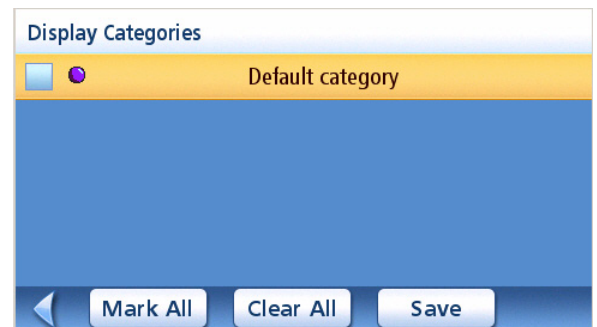 Display Categories
Default category
Mark All Clear All Save